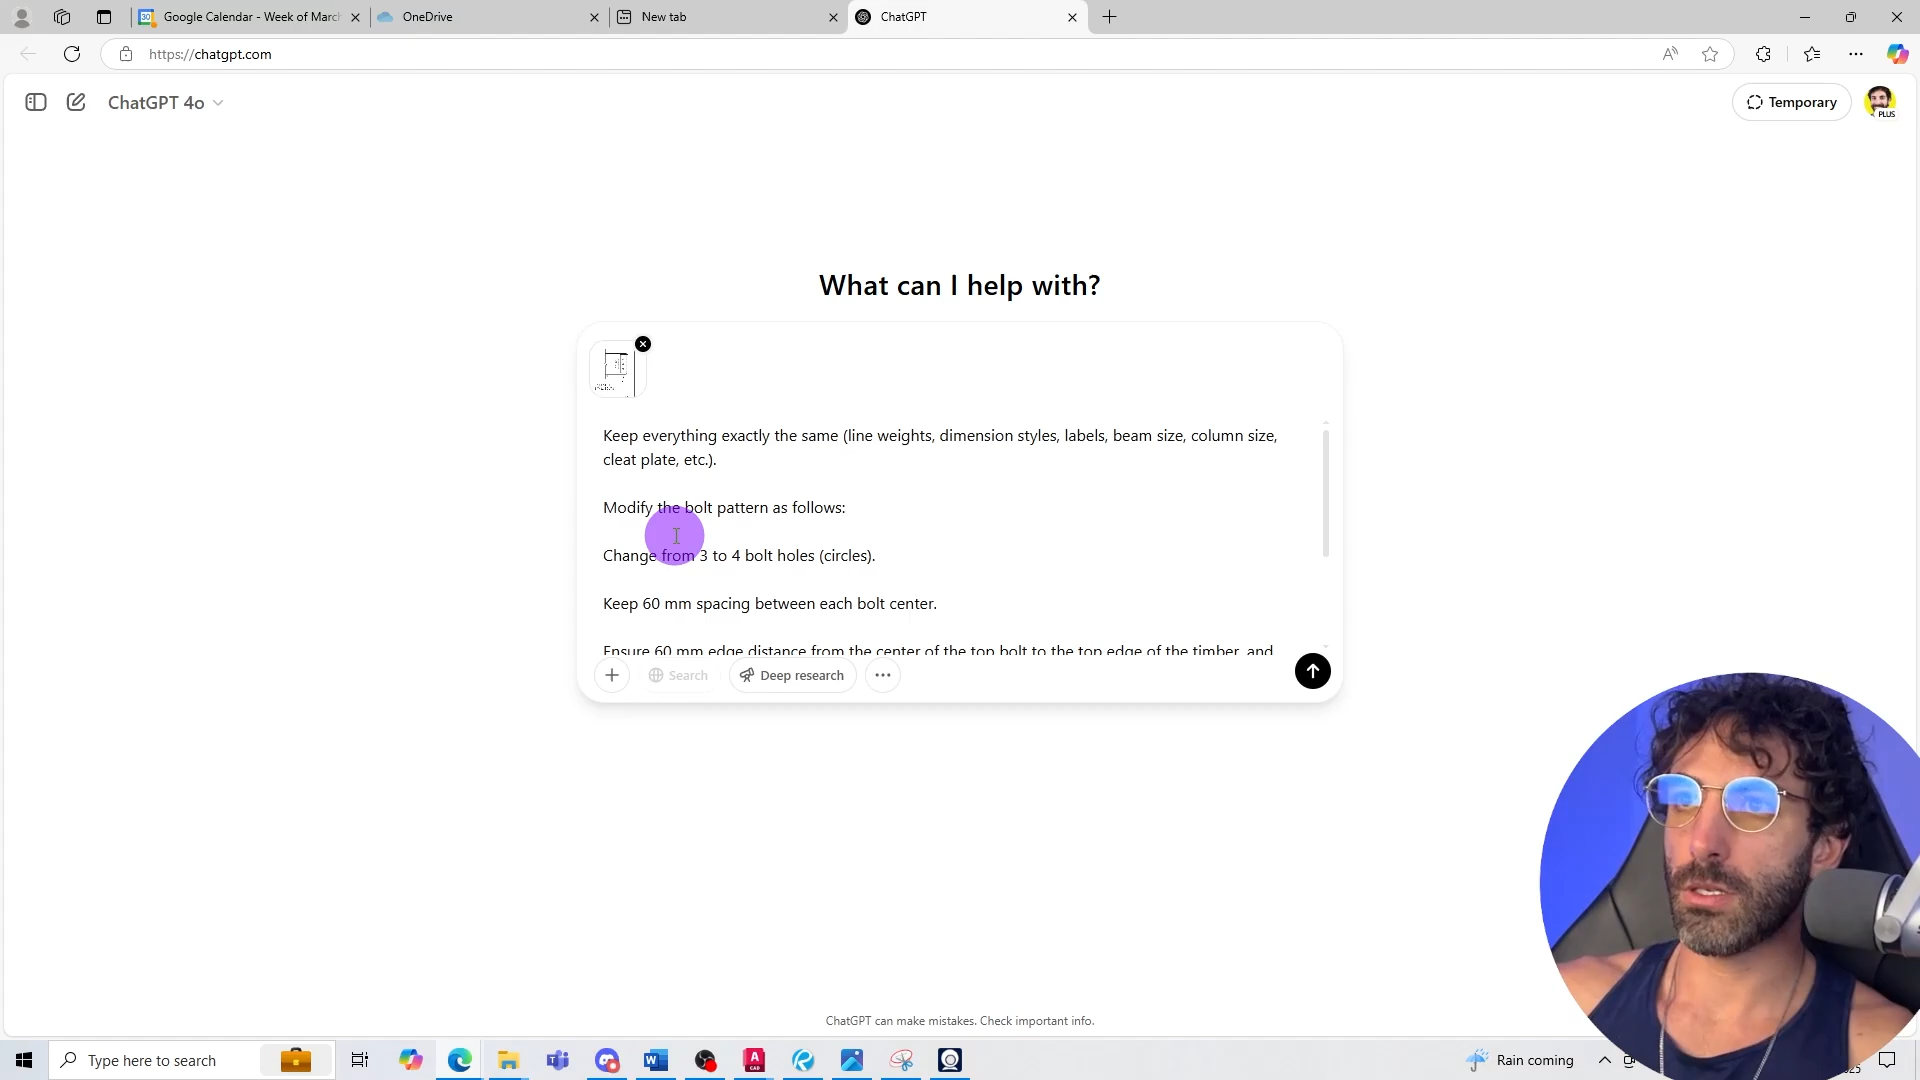 Google Calendar - Week of March
OneDrive
New tab
ChatGPT
https://chatgpt.com
ChatGPT 4o
Temporary
PLUS
What can I help with?
Keep everything exactly the same (line weights, dimension styles, labels, beam size, column size,
cleat plate, etc.).
Modify the bolt pattern as follows:
Change from 3 to 4 bolt holes (circles).
Keep 60 mm spacing between each bolt center.
Ensure 60 mm edge distance from the center of the top bolt to the top edge of the timber, and
Search
Deep research
ChatGPT can make mistakes. Check important info.
Type here to search
Rain coming